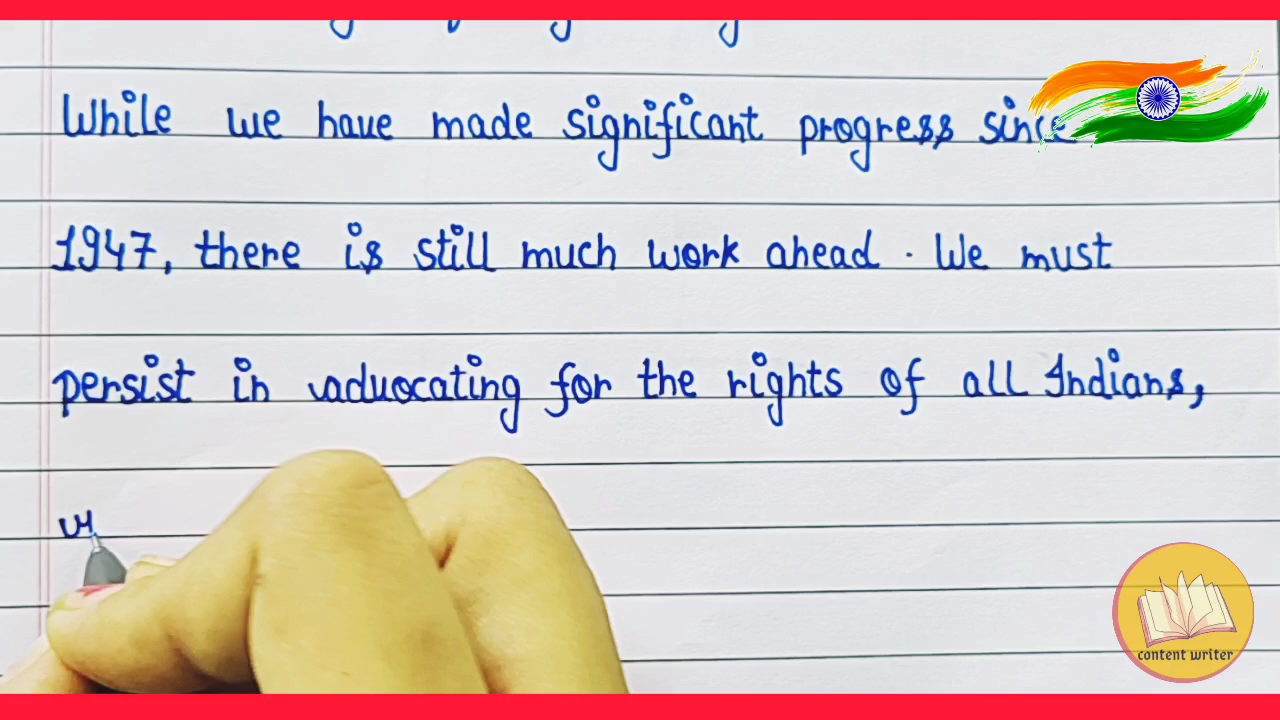 While we have made significant progress since
1947, there is still much work ahead. We must
persist in advocating for the rights of all Indians,
content writer